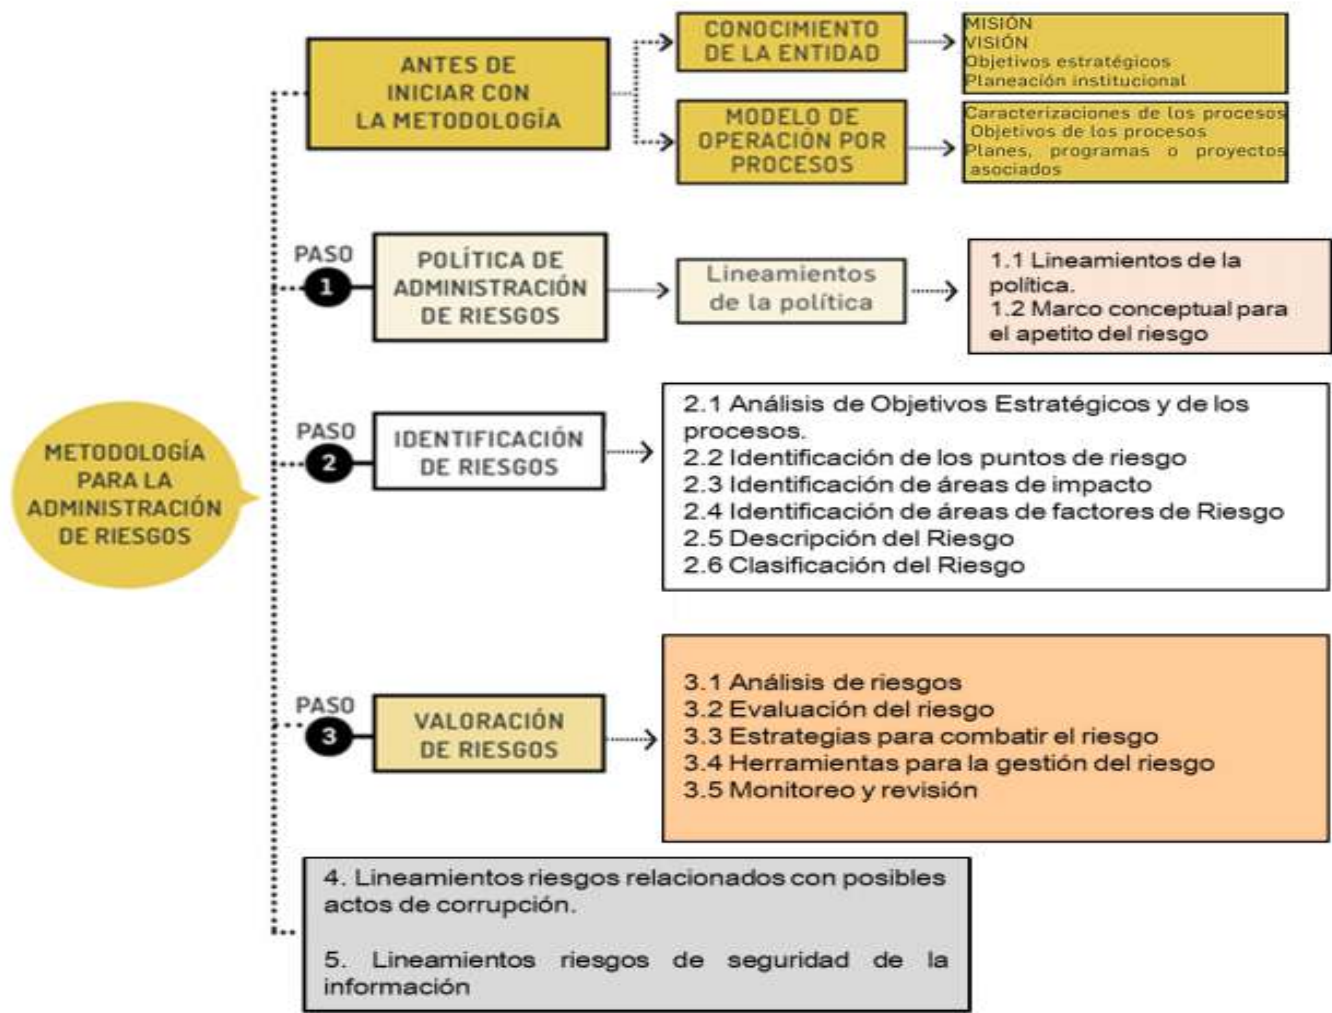 ANTES DE
INICIAR CON
LA METODOLOGÍA
CONOCIMIENTO
DE LA ENTIDAD
MISIÓN
VISIÓN
Objetivos estratégicos
Planeación institucional
MODELO DE
OPERACIÓN POR
PROCESOS
Caracterizaciones de los procesos
Objetivos de los procesos
Planes, programas o proyectos
asociados
PASO
1
POLÍTICA DE
ADMINISTRACIÓN
DE RIESGOS
Lineamientos
de la política
1.1 Lineamientos de la
política.
1.2 Marco conceptual para
el apetito del riesgo
METODOLOGÍA
PARA LA
ADMINISTRACIÓN
DE RIESGOS
PASO
2
IDENTIFICACIÓN
DE RIESGOS
2.1 Análisis de Objetivos Estratégicos y de los
procesos.
2.2 Identificación de los puntos de riesgo
2.3 Identificación de áreas de impacto
2.4 Identificación de áreas de factores de Riesgo
2.5 Descripción del Riesgo
2.6 Clasificación del Riesgo
PASO
3
VALORACIÓN
DE RIESGOS
3.1 Análisis de riesgos
3.2 Evaluación del riesgo
3.3 Estrategias para combatir el riesgo
3.4 Herramientas para la gestión del riesgo
3.5 Monitoreo y revisión
4. Lineamientos riesgos relacionados con posibles
actos de corrupción.
5. Lineamientos riesgos de seguridad de la
información